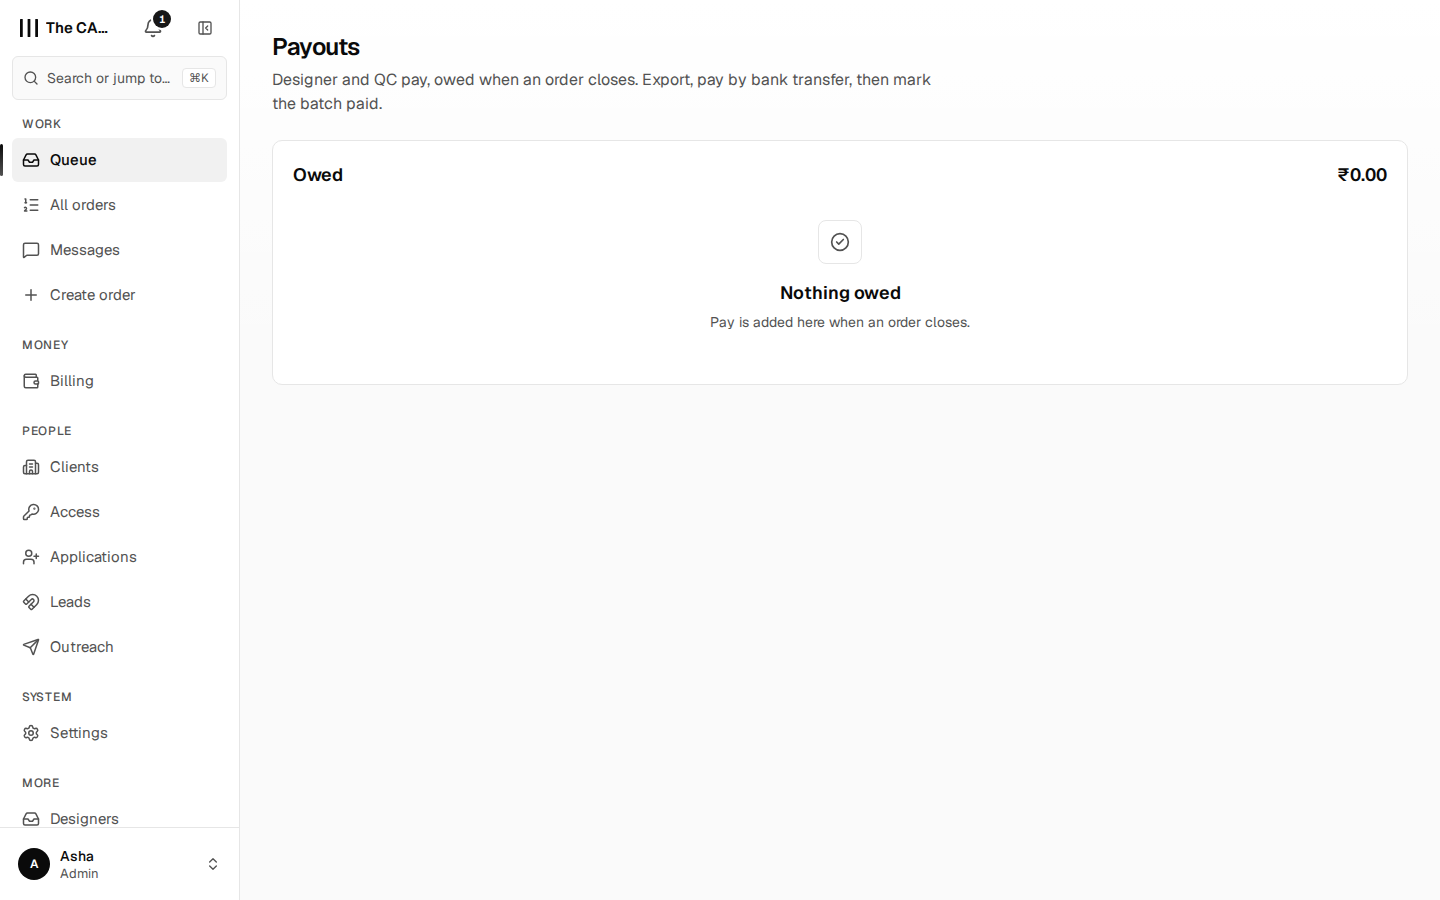 The CA...
1
Search or jump to...
⌘K
WORK
Queue
All orders
Messages
Create order
MONEY
Billing
PEOPLE
Clients
Access
Applications
Leads
Outreach
SYSTEM
Settings
MORE
Designers
A
Asha
Admin
Payouts
Designer and QC pay, owed when an order closes. Export, pay by bank transfer, then mark
the batch paid.
Owed
₹0.00
Nothing owed
Pay is added here when an order closes.